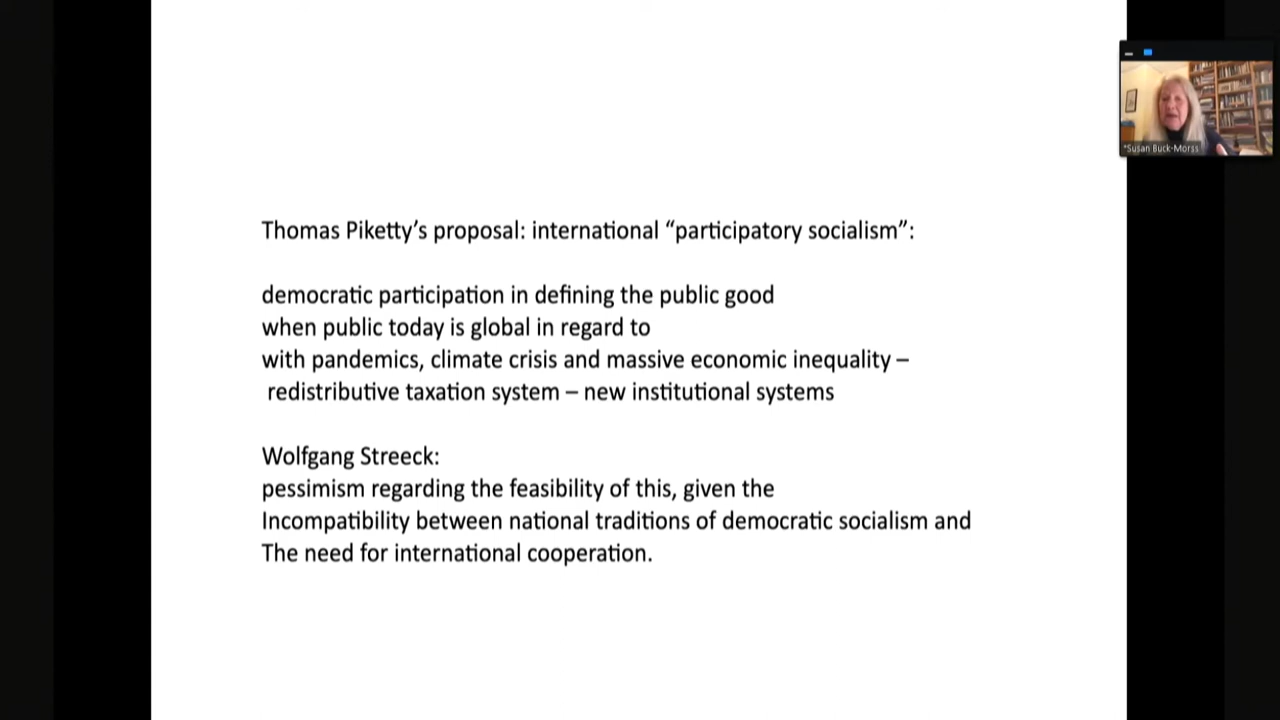 Thomas Piketty’s proposal: international “participatory socialism”:
democratic participation in defining the public good
when public today is global in regard to
with pandemics, climate crisis and massive economic inequality –
redistributive taxation system – new institutional systems
Wolfgang Streeck:
pessimism regarding the feasibility of this, given the
Incompatibility between national traditions of democratic socialism and
The need for international cooperation.
*Susan Buck-Morss